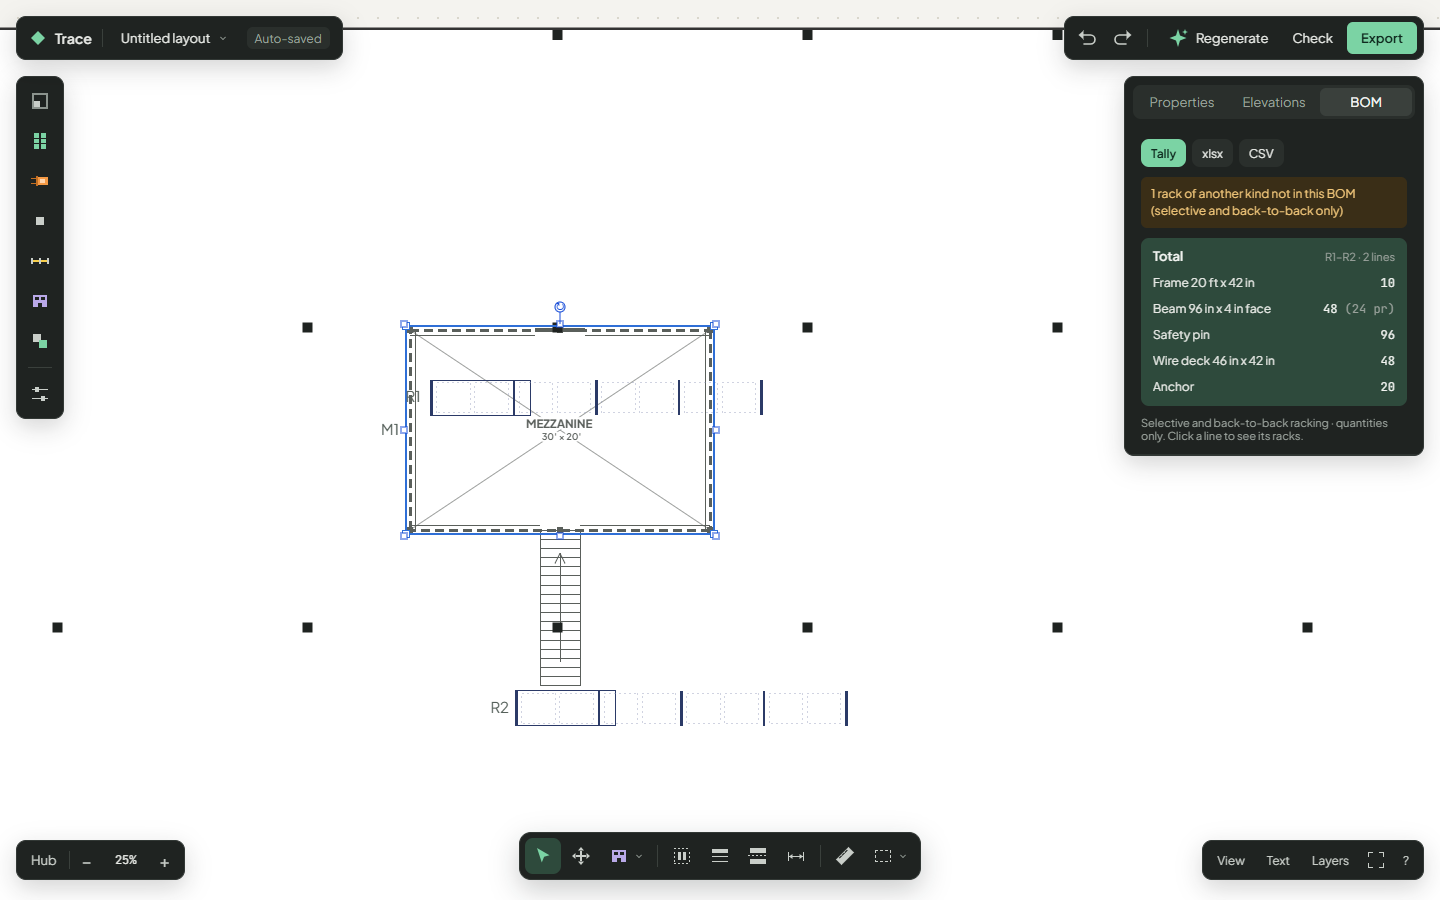 Trace
Untitled layout
Auto-saved
Regenerate
Check
Export
Properties
Elevations
BOM
Tally
xlsx
CSV
1 rack of another kind not in this BOM
(selective and back-to-back only)
Total
R1–R2 · 2 lines
Frame 20 ft x 42 in
10
Beam 96 in x 4 in face
48 (24 pr)
Safety pin
96
Wire deck 46 in x 42 in
48
Anchor
20
Selective and back-to-back racking · quantities
only. Click a line to see its racks.
R1
M1
MEZZANINE
30' x 20'
R2
Hub
–
25%
+
View
Text
Layers
?